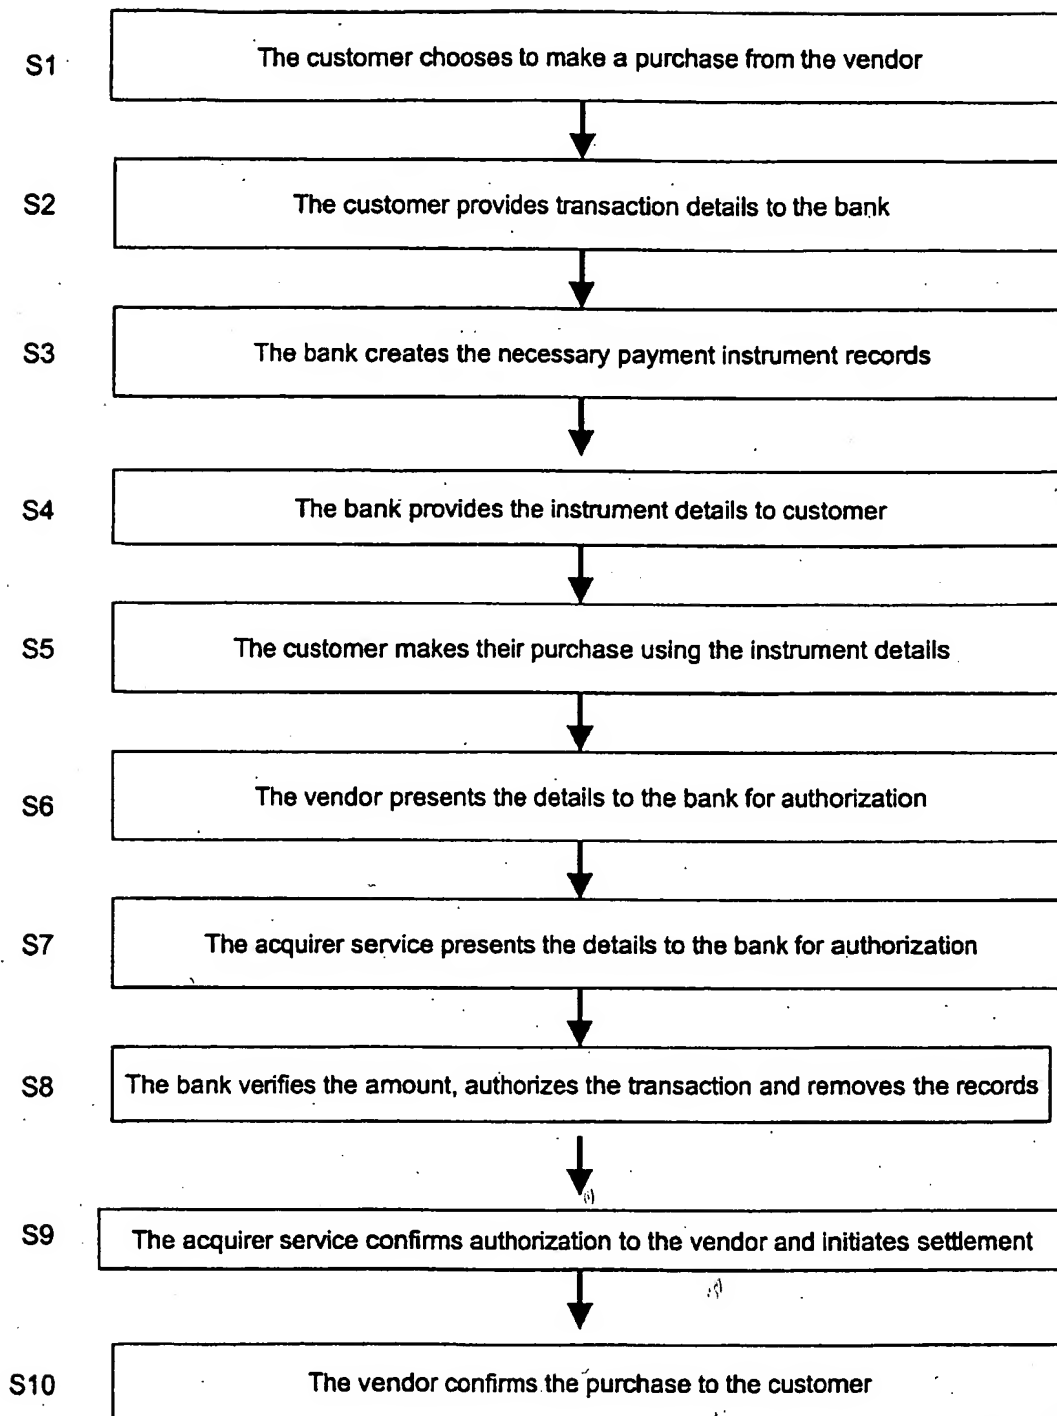 S1 The customer chooses to make a purchase from the vendor
S2 The customer provides transaction details to the bank
S3 The bank creates the necessary payment instrument records
S4 The bank provides the instrument details to customer
S5 The customer makes their purchase using the instrument details
S6 The vendor presents the details to the bank for authorization
S7 The acquirer service presents the details to the bank for authorization
S8 The bank verifies the amount, authorizes the transaction and removes the records
S9 The acquirer service confirms authorization to the vendor and initiates settlement
S10 The vendor confirms the purchase to the customer